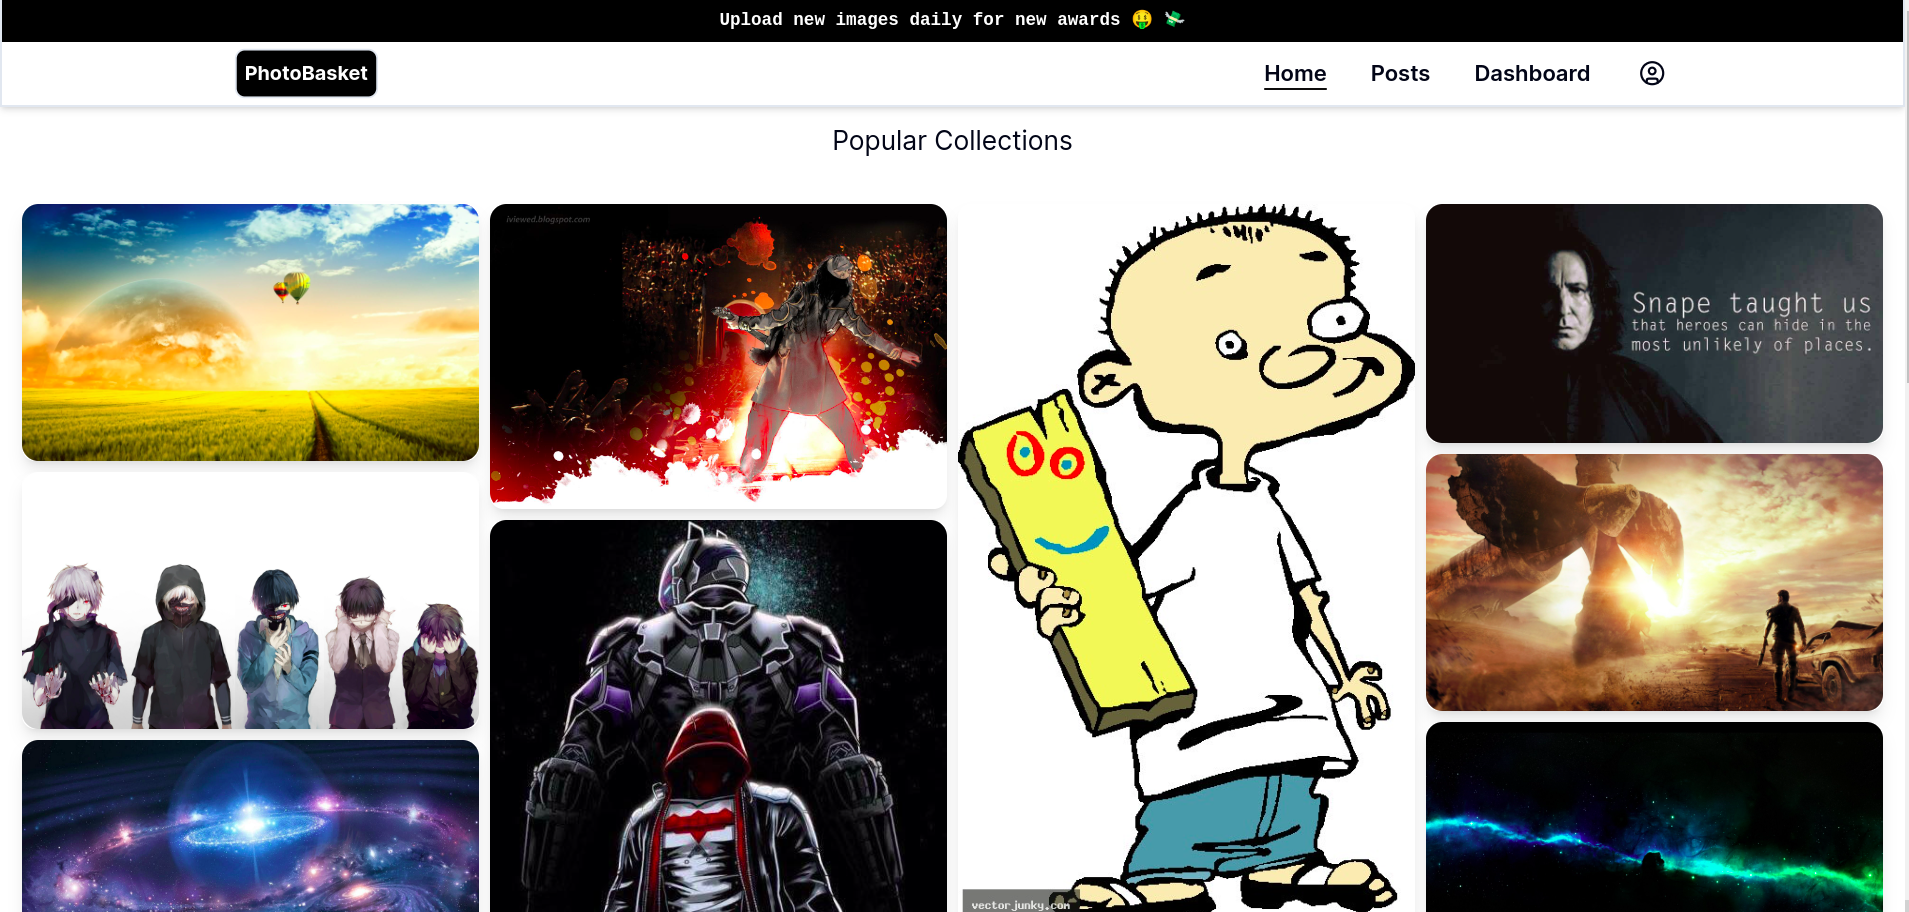 Upload new images daily for new awards 🤑 💸
PhotoBasket
Home
Posts
Dashboard
Popular Collections
iviewed.blogspot.com
Snape taught us
that heroes can hide in the
most unlikely of places.
vectorjunky.com